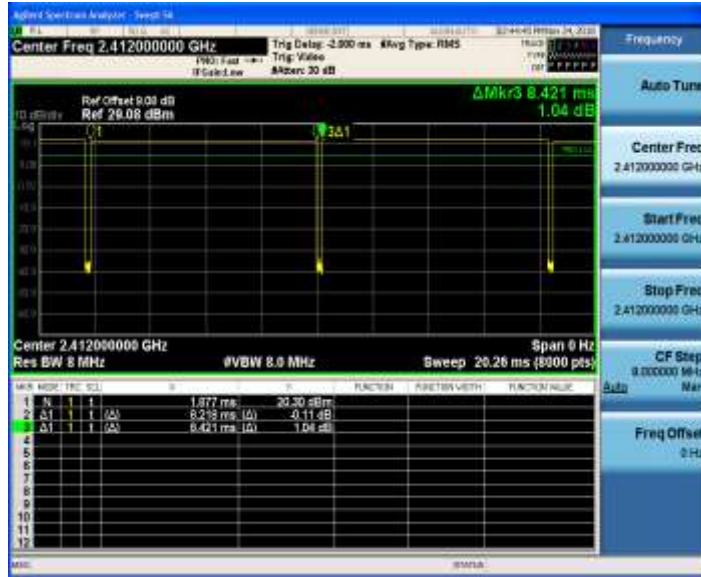 Agilent Spectrum Analyzer - Swept SA
Center Freq 2.412000000 GHz
PNO: Fast
IFGain:Low
Trig Delay: -2.000 ms
Trig: Video
#Atten: 30 dB
#Avg Type: RMS
Frequency
Auto Tune
ΔMkr3 8.421 ms
1.04 dB
Ref Offset 9.08 dB
Ref 29.08 dBm
10 dB/div
Log
1
3Δ1
Center Freq
2.412000000 GHz
Start Freq
2.412000000 GHz
Stop Freq
2.412000000 GHz
CF Step
8.000000 MHz
Auto Man
Freq Offset
0 Hz
Center 2.412000000 GHz
Span 0 Hz
Res BW 8 MHz
#VBW 8.0 MHz
Sweep 20.26 ms (8000 pts)
MKR MODE TRC SCL X Y FUNCTION FUNCTION WIDTH FUNCTION VALUE
1 N 1 t 1.877 ms 20.30 dBm
2 Δ1 1 t (Δ) 8.218 ms (Δ) -0.11 dB
3 Δ1 1 t (Δ) 8.421 ms (Δ) 1.04 dB
4
5
6
7
8
9
10
11
12
MSG
STATUS